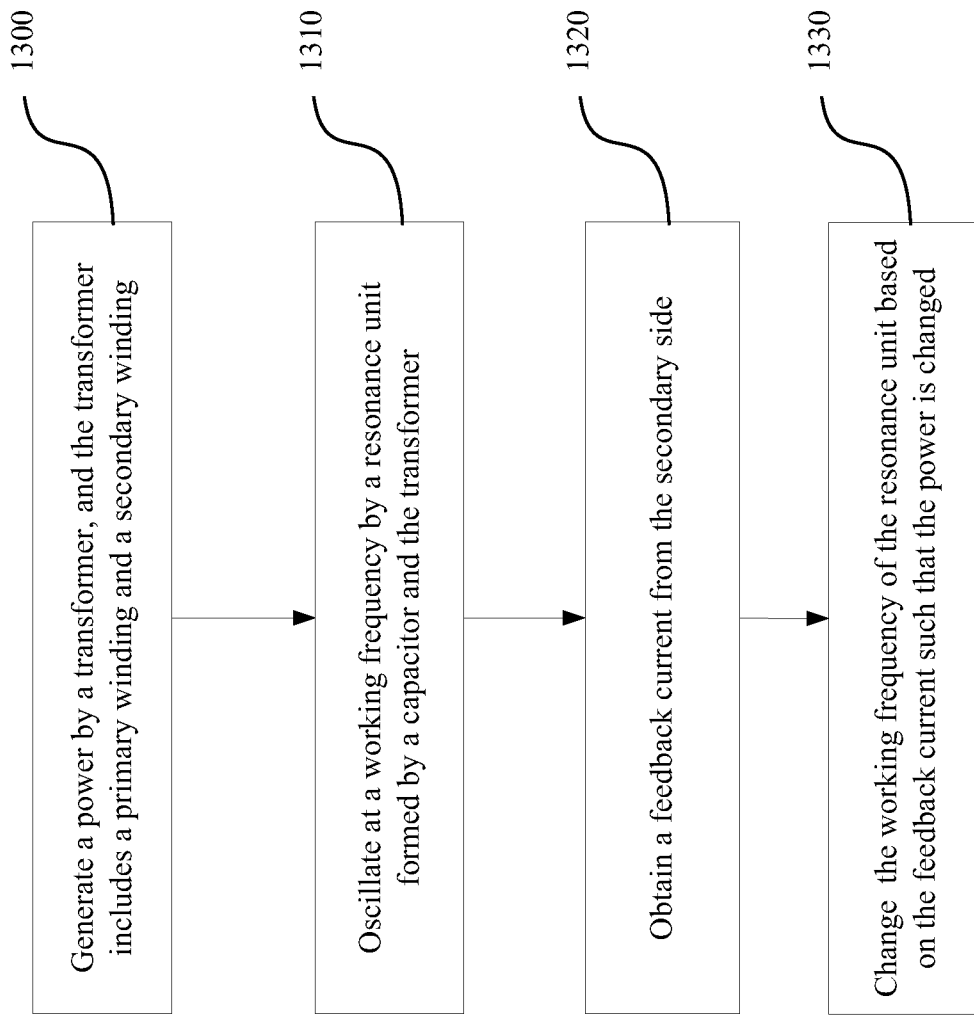 Generate a power by a transformer, and the transformer
includes a primary winding and a secondary winding
1300
Oscillate at a working frequency by a resonance unit
formed by a capacitor and the transformer
1310
Obtain a feedback current from the secondary side
1320
Change the working frequency of the resonance unit based
on the feedback current such that the power is changed
1330